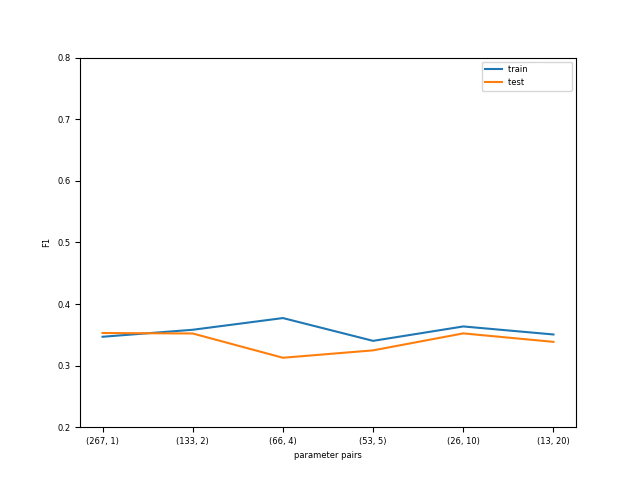 0.8
train
test
0.7
0.6
0.5
F1
0.4
0.3
0.2
(267, 1) (133, 2) (66, 4) (53, 5) (26, 10) (13, 20)
parameter pairs